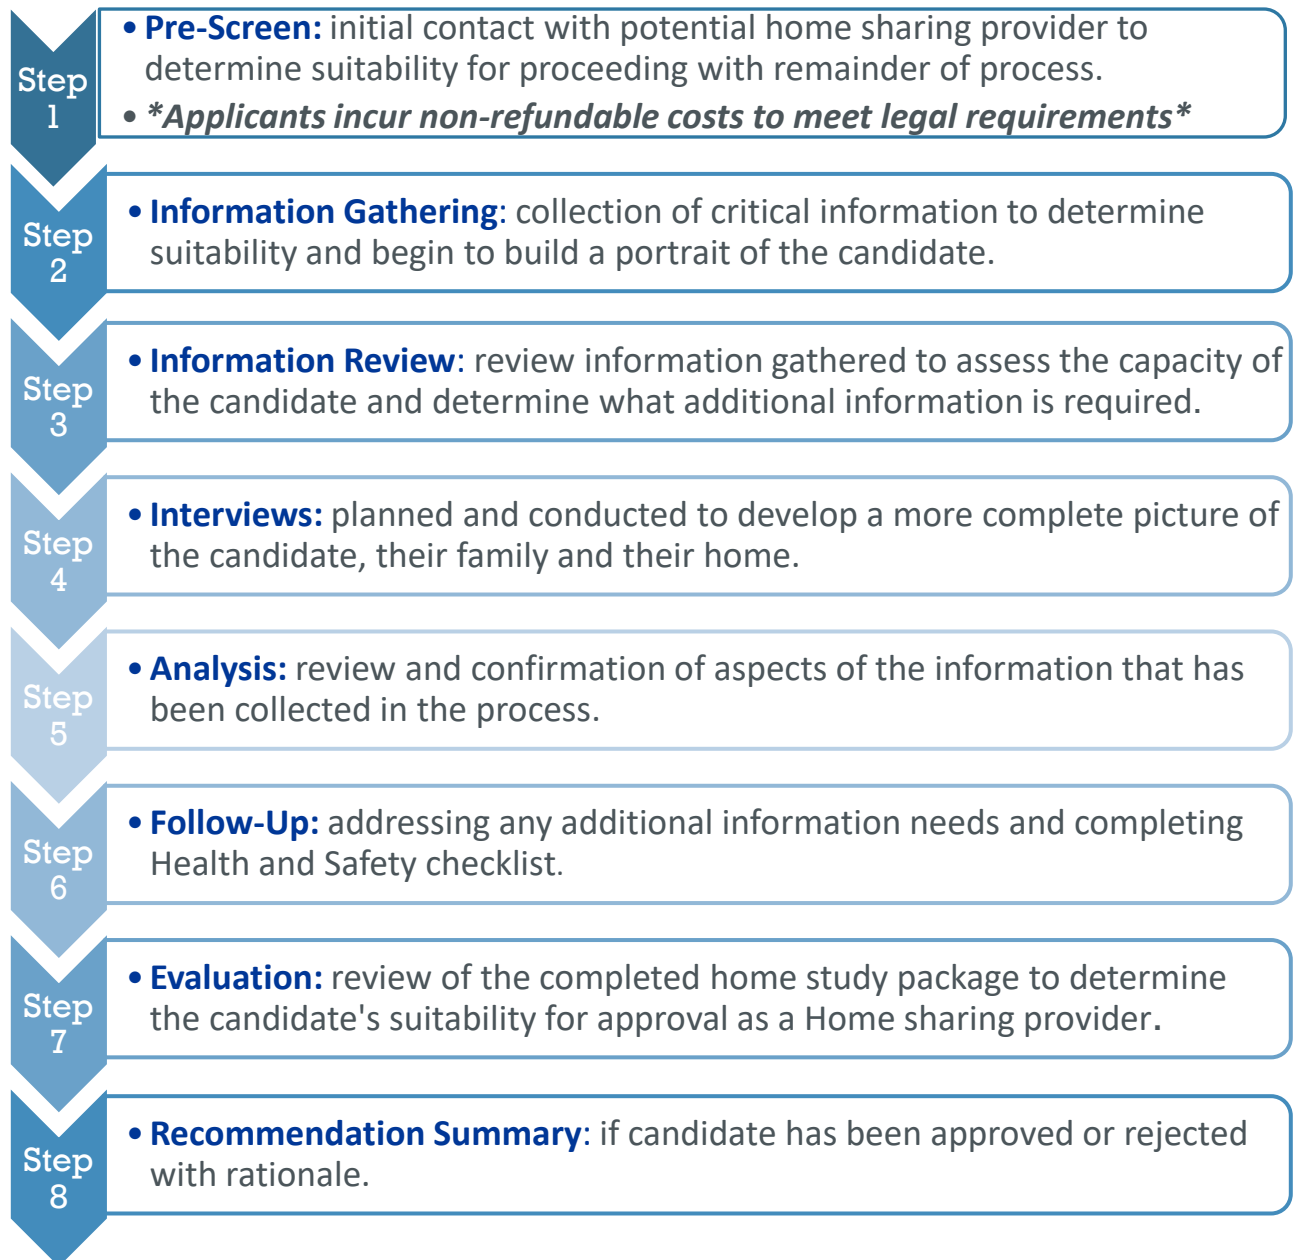 Step
1
• Pre-Screen: initial contact with potential home sharing provider to
determine suitability for proceeding with remainder of process.
• *Applicants incur non-refundable costs to meet legal requirements*
Step
2
• Information Gathering: collection of critical information to determine
suitability and begin to build a portrait of the candidate.
Step
3
• Information Review: review information gathered to assess the capacity of
the candidate and determine what additional information is required.
Step
4
• Interviews: planned and conducted to develop a more complete picture of
the candidate, their family and their home.
Step
5
• Analysis: review and confirmation of aspects of the information that has
been collected in the process.
Step
6
• Follow-Up: addressing any additional information needs and completing
Health and Safety checklist.
Step
7
• Evaluation: review of the completed home study package to determine
the candidate's suitability for approval as a Home sharing provider.
Step
8
• Recommendation Summary: if candidate has been approved or rejected
with rationale.